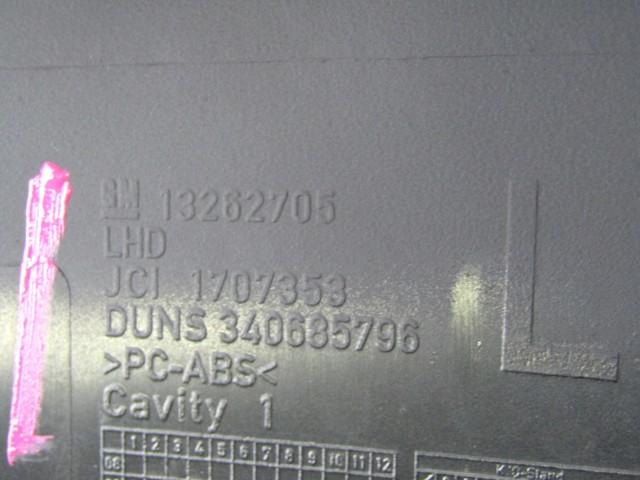 GM 13262705
LHD
JCI 1707353
DUNS 340685796
>PC-ABS<
Cavity 1
L
1 2 3 4 5 6 7 8 9 10 11 12
08